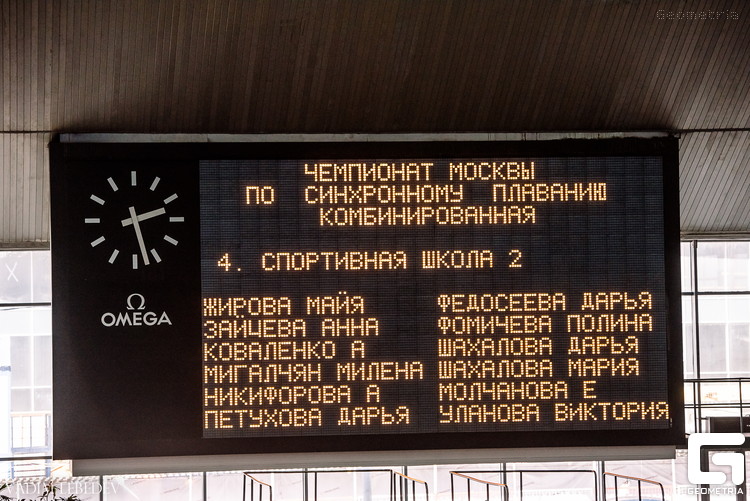 Geometria
ЧЕМПИОНАТ МОСКВЫ
ПО СИНХРОННОМУ ПЛАВАНИЮ
КОМБИНИРОВАННАЯ
4. СПОРТИВНАЯ ШКОЛА 2
ЖИРОВА МАЙЯ ФЕДОСЕЕВА ДАРЬЯ
ЗАЙЦЕВА АННА ФОМИЧЕВА ПОЛИНА
КОВАЛЕНКО А ШАХАЛОВА ДАРЬЯ
МИГАЛЧЯН МИЛЕНА ШАХАЛОВА МАРИЯ
НИКИФОРОВА А МОЛЧАНОВА Е
ПЕТУХОВА ДАРЬЯ УЛАНОВА ВИКТОРИЯ
Ω
OMEGA
GEOMETRIA